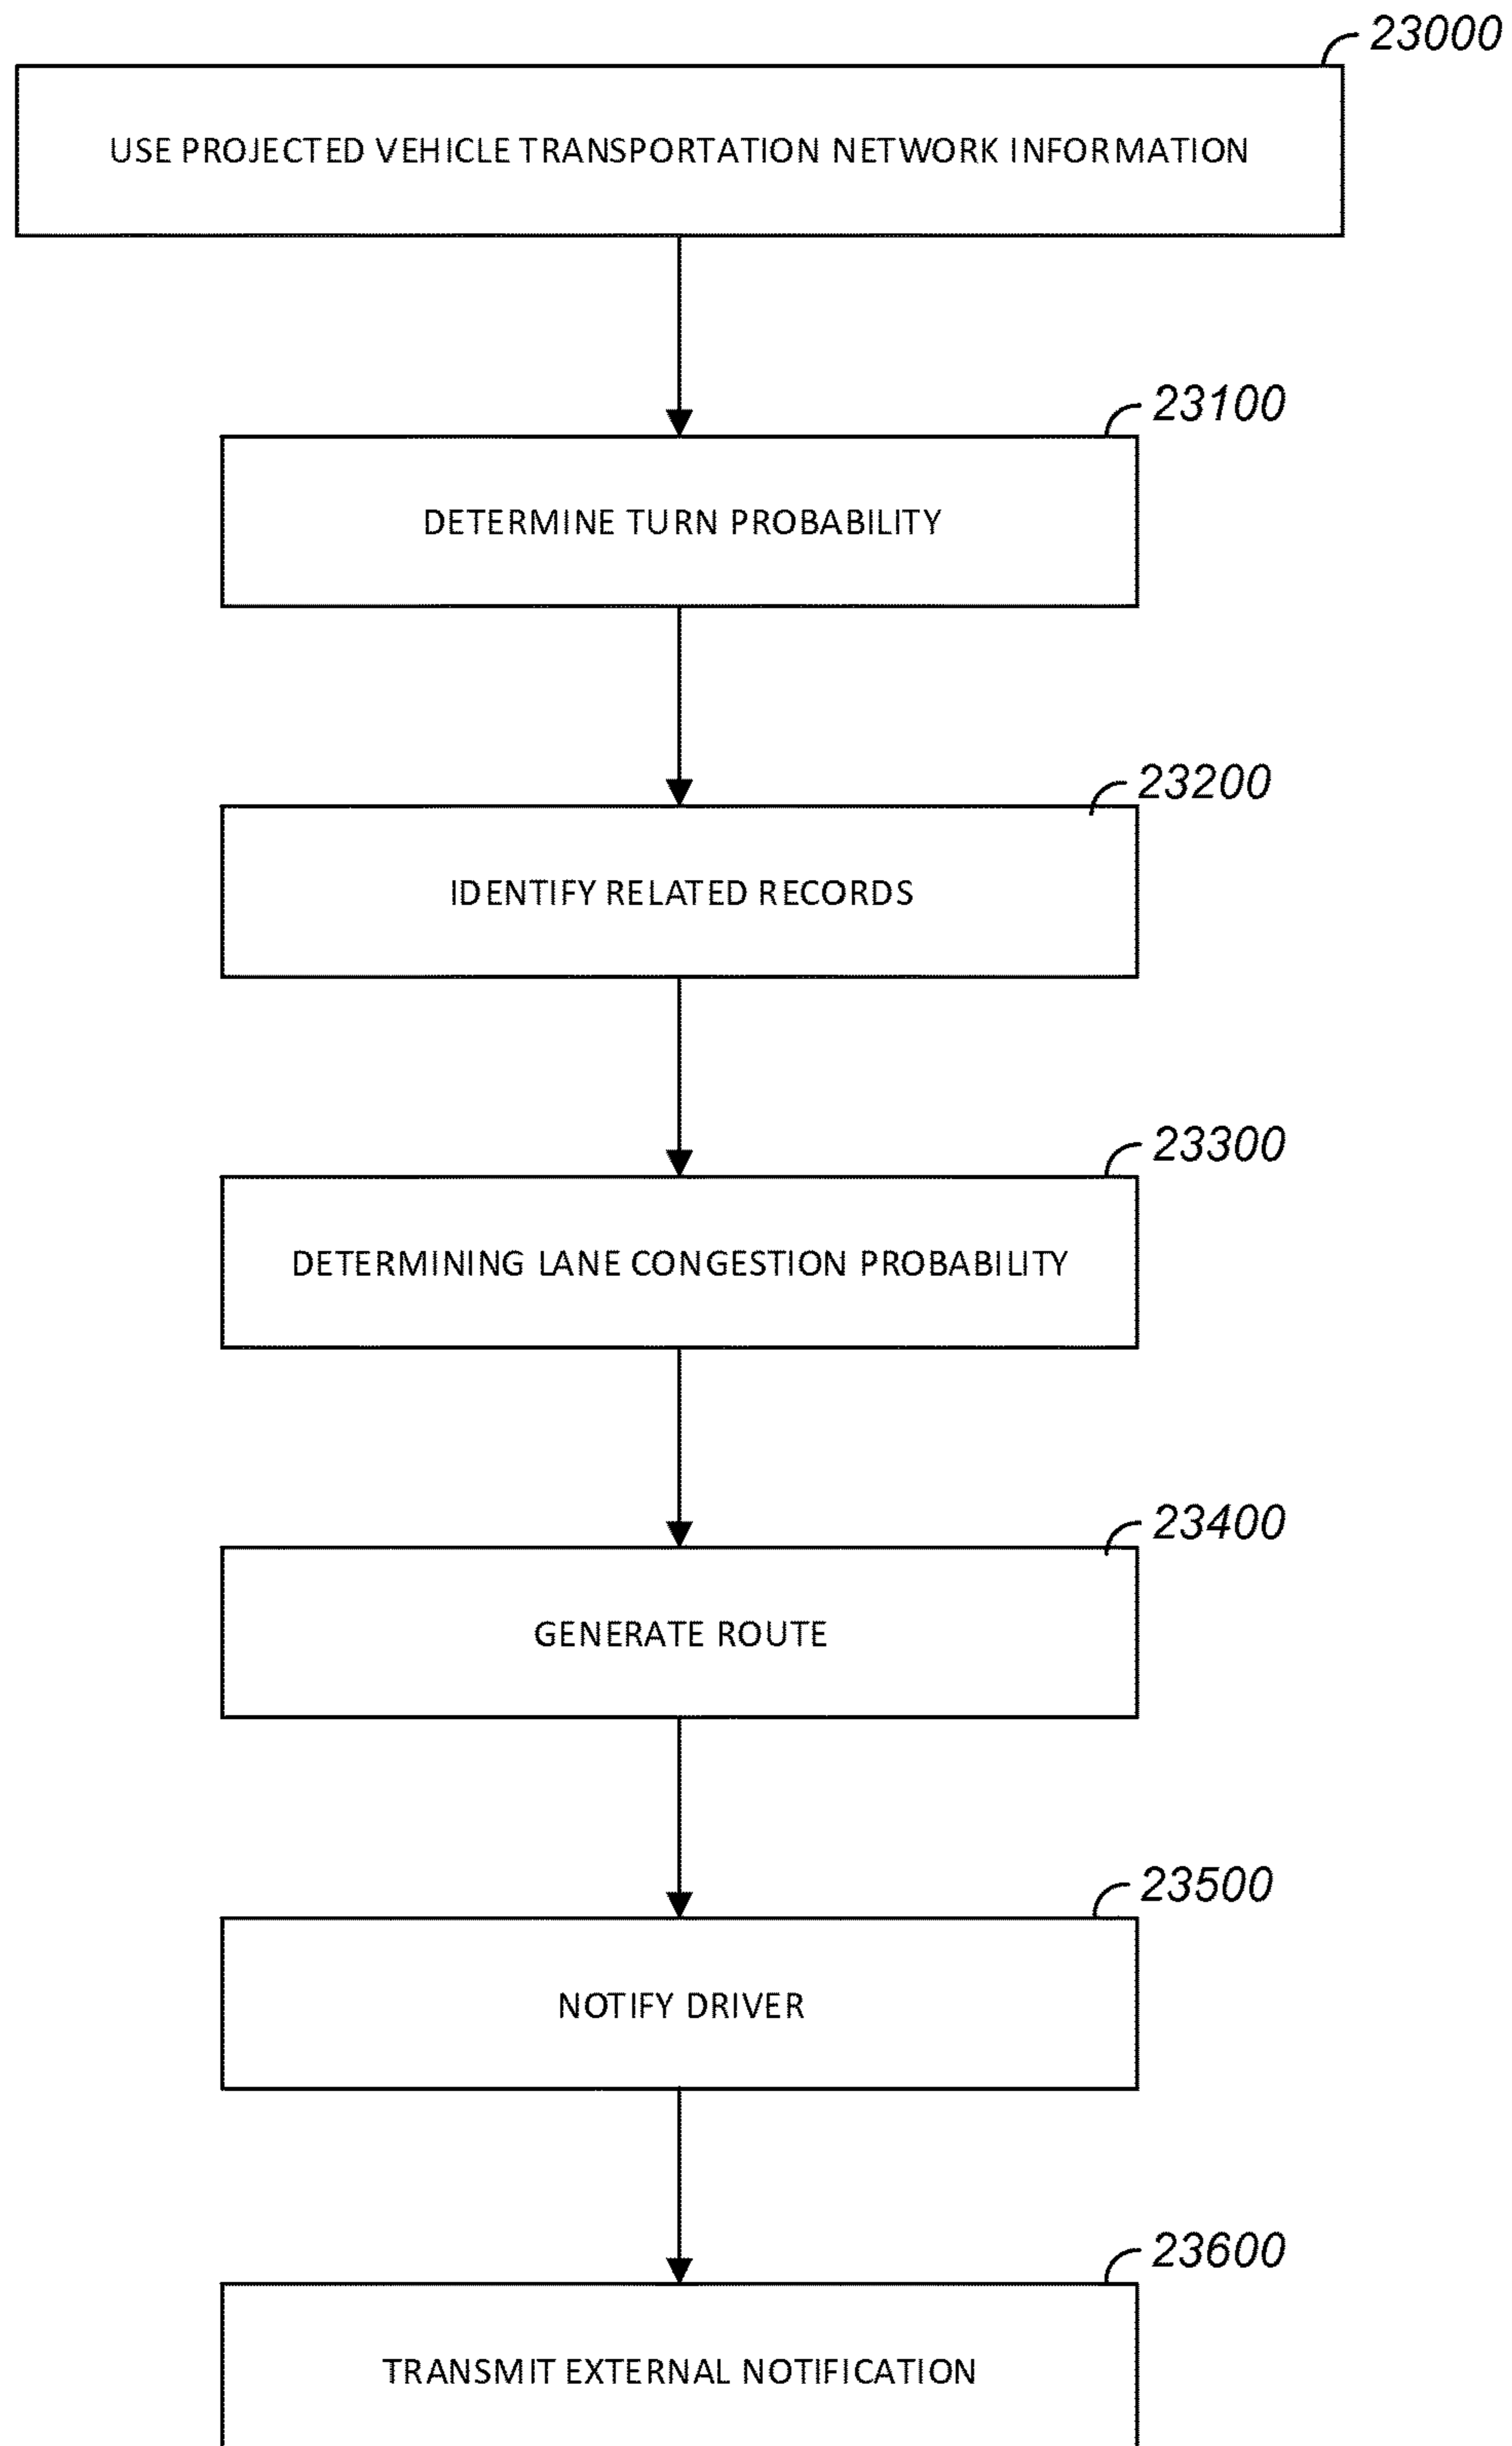 23000
USE PROJECTED VEHICLE TRANSPORTATION NETWORK INFORMATION
23100
DETERMINE TURN PROBABILITY
23200
IDENTIFY RELATED RECORDS
23300
DETERMINING LANE CONGESTION PROBABILITY
23400
GENERATE ROUTE
23500
NOTIFY DRIVER
23600
TRANSMIT EXTERNAL NOTIFICATION